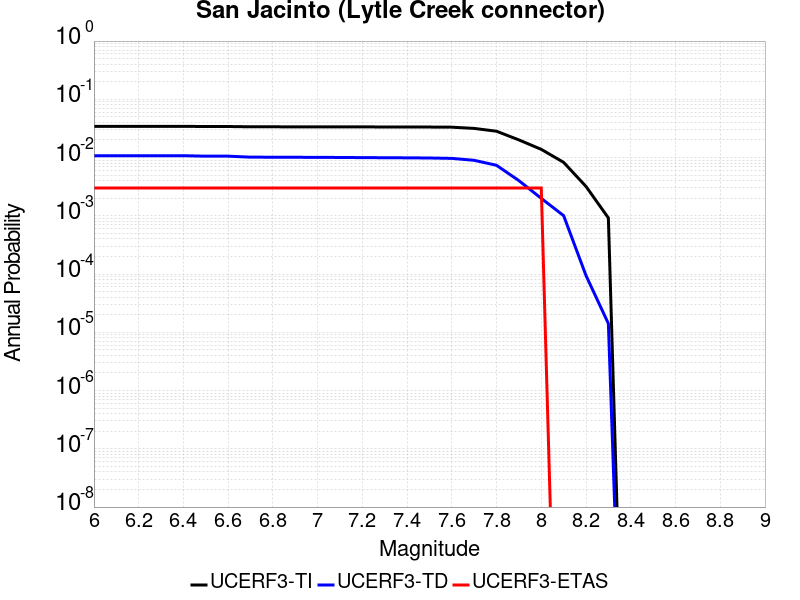 San Jacinto (Lytle Creek connector)
10^0
10^-1
10^-2
10^-3
10^-4
10^-5
10^-6
10^-7
10^-8
Annual Probability
6 6.2 6.4 6.6 6.8 7 7.2 7.4 7.6 7.8 8 8.2 8.4 8.6 8.8 9
Magnitude
UCERF3-TI UCERF3-TD UCERF3-ETAS